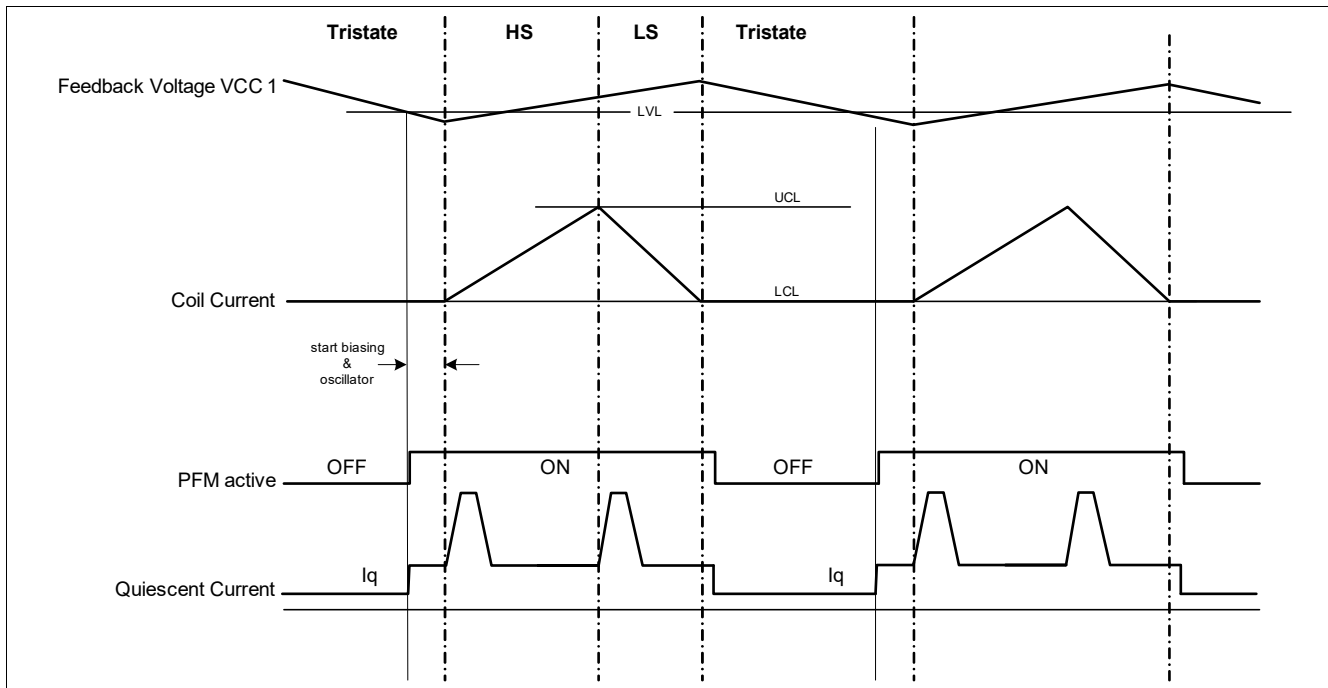 Tristate HS LS Tristate
Feedback Voltage VCC 1
LVL
UCL
Coil Current
LCL
start biasing
&
oscillator
OFF ON OFF ON
PFM active
Iq Iq
Quiescent Current